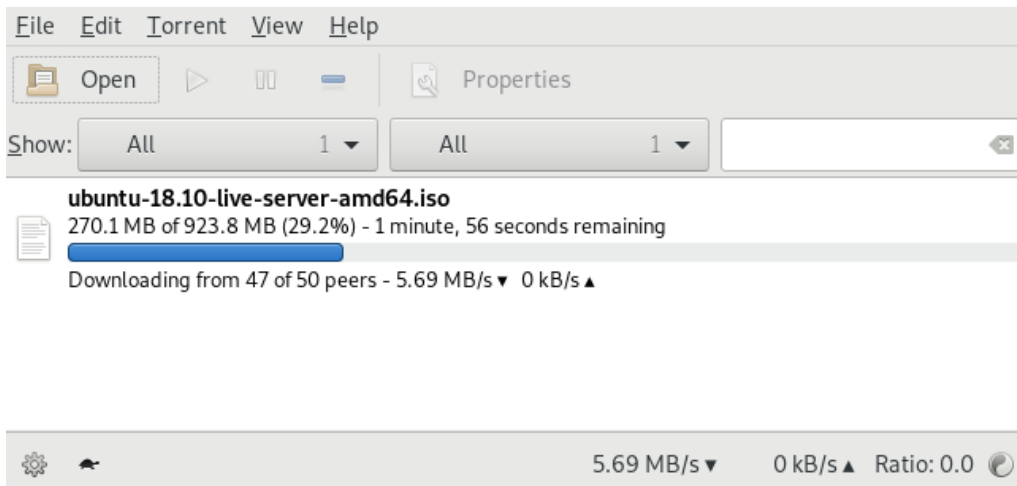 File Edit Torrent View Help
Open Properties
Show: All 1 ▼ All 1 ▼
ubuntu-18.10-live-server-amd64.iso
270.1 MB of 923.8 MB (29.2%) - 1 minute, 56 seconds remaining
Downloading from 47 of 50 peers - 5.69 MB/s ▼ 0 kB/s ▲
5.69 MB/s ▼ 0 kB/s ▲ Ratio: 0.0